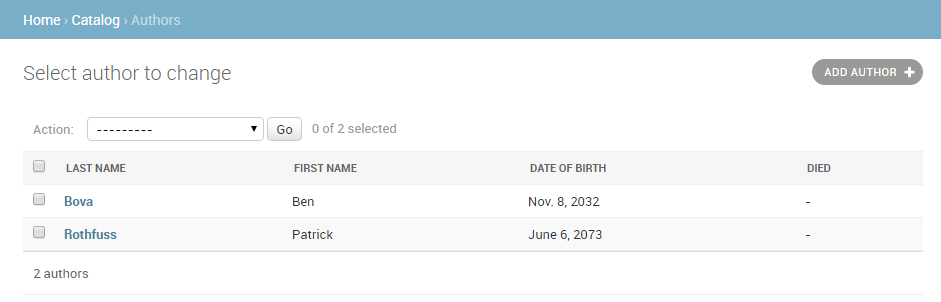 Home › Catalog › Authors
Select author to change
ADD AUTHOR +
Action: --------- Go 0 of 2 selected
LAST NAME FIRST NAME DATE OF BIRTH DIED
Bova Ben Nov. 8, 2032 -
Rothfuss Patrick June 6, 2073 -
2 authors